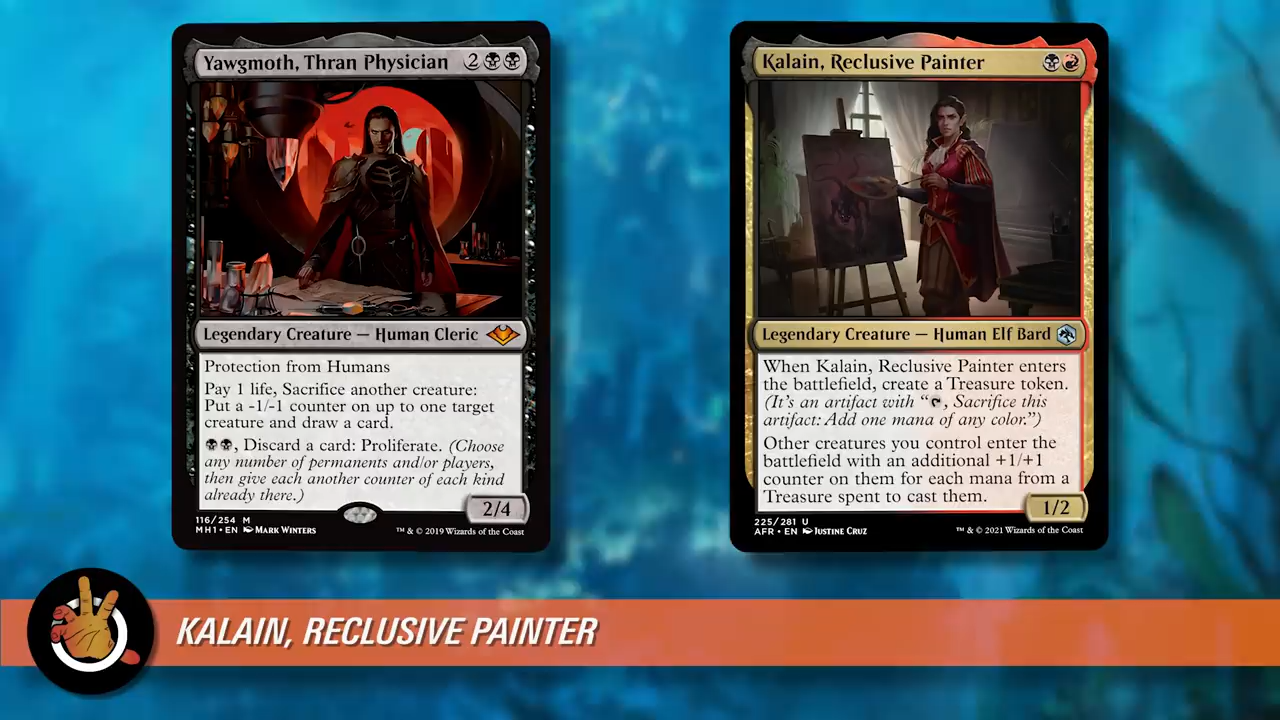 Yawgmoth, Thran Physician 2
Legendary Creature — Human Cleric
Protection from Humans
Pay 1 life, Sacrifice another creature:
Put a -1/-1 counter on up to one target
creature and draw a card.
, Discard a card: Proliferate. (Choose
any number of permanents and/or players,
then give each another counter of each kind
already there.)
2/4
116/254 M
MH1 • EN Mark Winters
™ & © 2019 Wizards of the Coast
Kalain, Reclusive Painter
Legendary Creature — Human Elf Bard
When Kalain, Reclusive Painter enters
the battlefield, create a Treasure token.
(It's an artifact with “, Sacrifice this
artifact: Add one mana of any color.”)
Other creatures you control enter the
battlefield with an additional +1/+1
counter on them for each mana from a
Treasure spent to cast them.
1/2
225/281 U
AFR • EN Justine Cruz
™ & © 2021 Wizards of the Coast
KALAIN, RECLUSIVE PAINTER